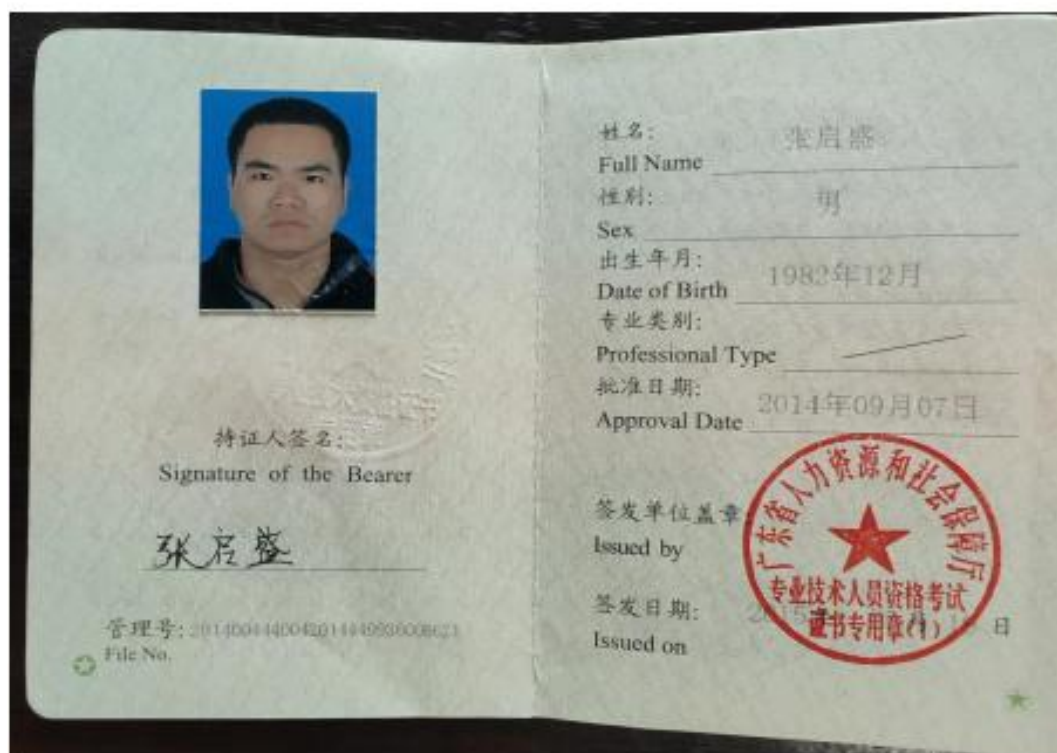 持证人签名:
Signature of the Bearer
张启盛
管理号:
File No.
姓名: 张启盛
Full Name
性别: 男
Sex
出生年月: 1982年12月
Date of Birth
专业类别:
Professional Type
批准日期: 2014年09月07日
Approval Date
签发单位盖章
Issued by
签发日期: 年 月 日
Issued on
广东省人力资源和社会保障厅
专业技术人员资格考试
证书专用章(1)